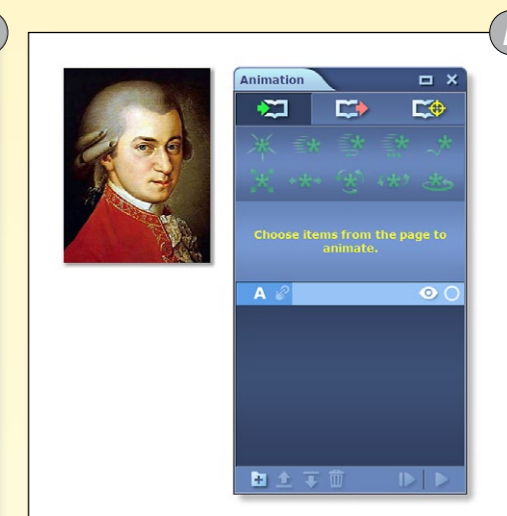 Animation
Choose items from the page to
animate.
A